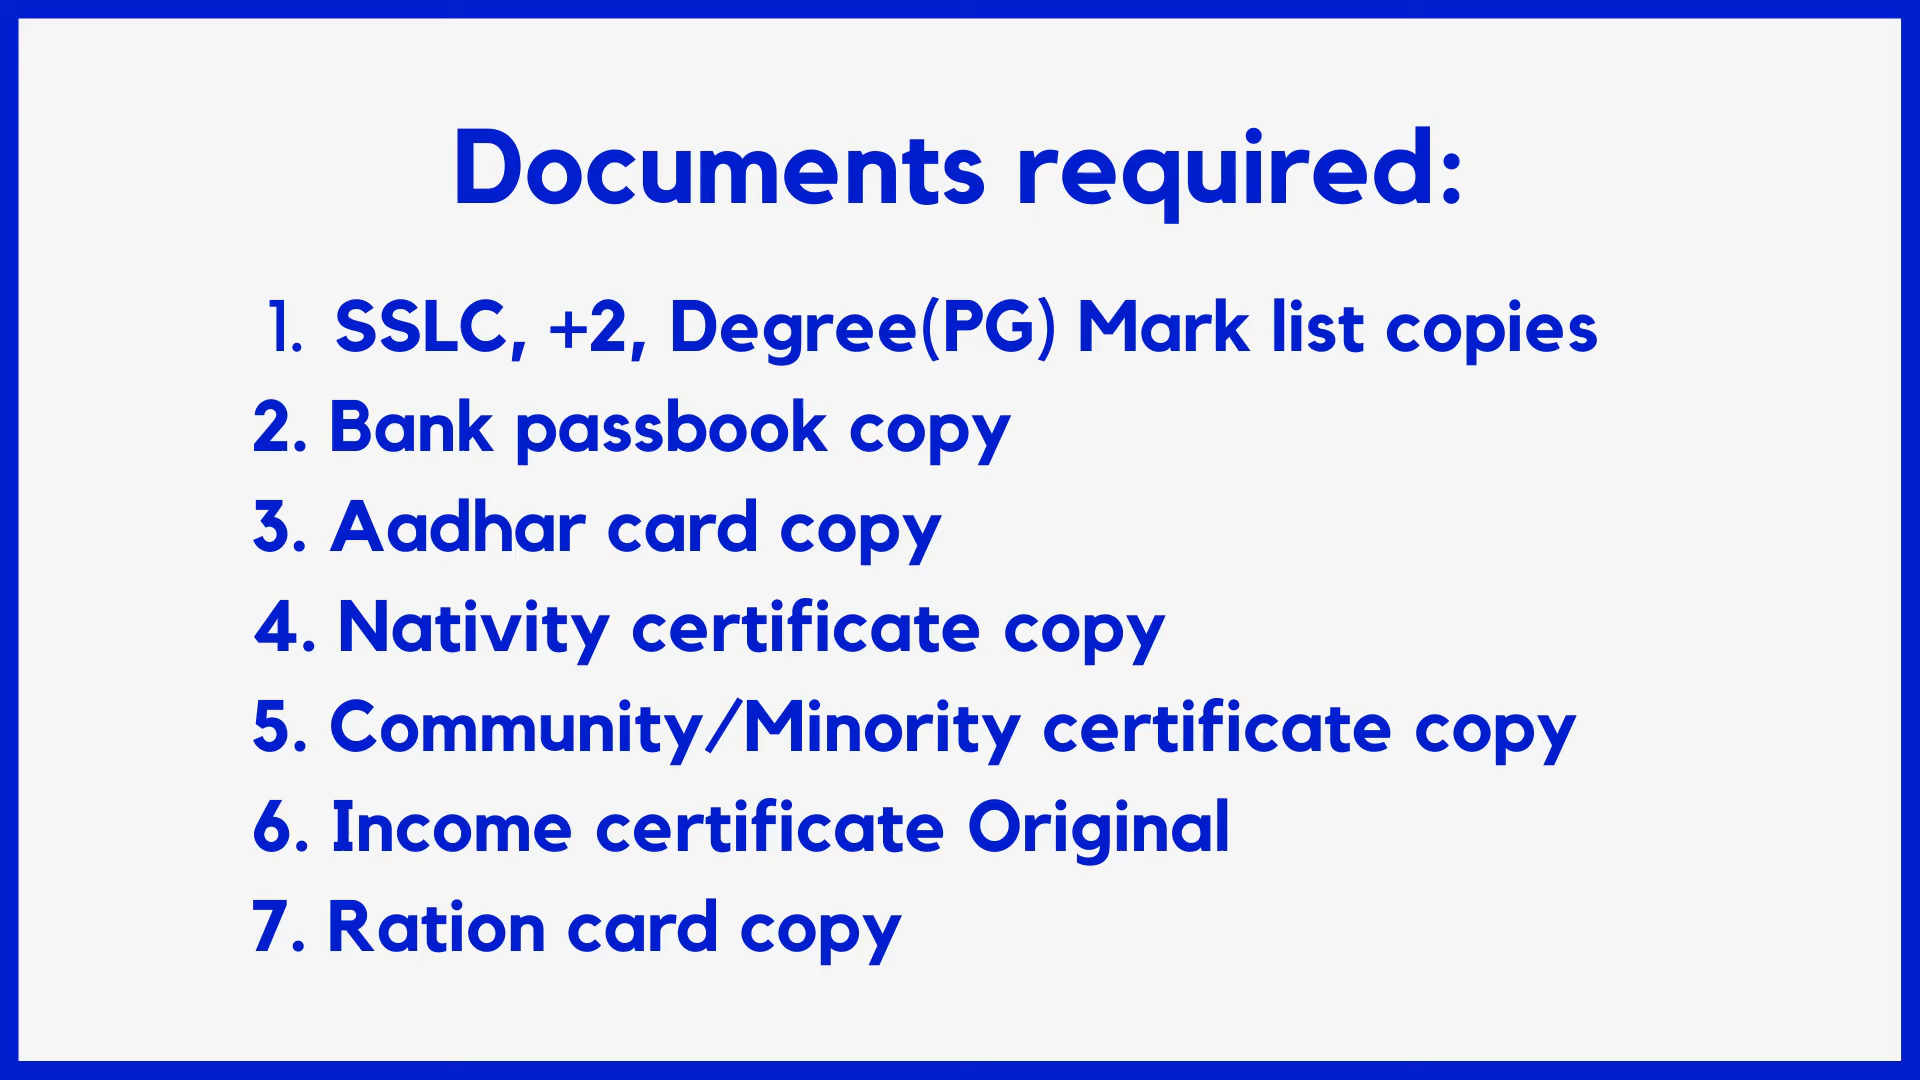 Documents required:
1. SSLC, +2, Degree(PG) Mark list copies
2. Bank passbook copy
3. Aadhar card copy
4. Nativity certificate copy
5. Community/Minority certificate copy
6. Income certificate Original
7. Ration card copy